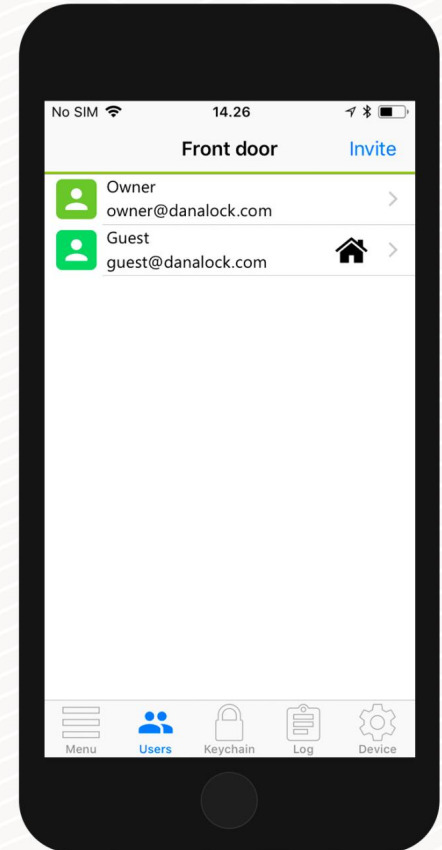 No SIM 14.26
Front door Invite
Owner
owner@danalock.com
Guest
guest@danalock.com
Menu Users Keychain Log Device